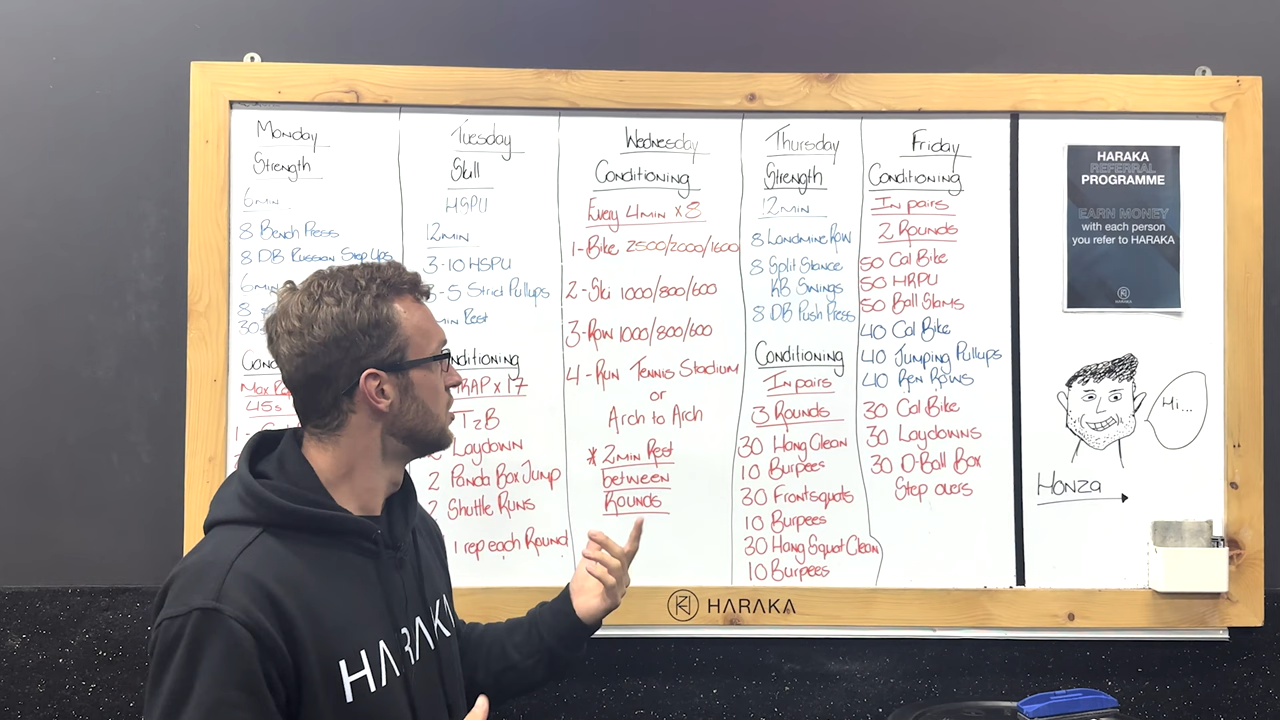 Monday
Strength
6min
8 Bench Press
8 DB Russian Step Ups
6min
8
30
Max Rep
45s
Tuesday
Skill
HSPU
12min
3-10 HSPU
-5 Strict Pullups
min Rest
Conditioning
RAP x 17
T2B
Laydown
2 Panda Box Jump
2 Shuttle Runs
1 rep each Round
Wednesday
Conditioning
Every 4min x 8
1-Bike 2500/2000/1600
2-Ski 1000/800/600
3-Row 1000/800/600
4-Run Tennis Stadium
or
Arch to Arch
* 2min Rest
between
Rounds
Thursday
Strength
12min
8 Landmine Row
8 Split Stance
KB Swings
8 DB Push Press
Conditioning
In pairs
3 Rounds
30 Hang Clean
10 Burpees
30 Frontsquats
10 Burpees
30 Hang Squat Clean
10 Burpees
Friday
Conditioning
In pairs
2 Rounds
50 Cal Bike
50 HRPU
50 Ball Slams
40 Cal Bike
40 Jumping Pullups
40 Ren Rows
30 Cal Bike
30 Laydowns
30 D-Ball Box
Step overs
HARAKA
REFERRAL
PROGRAMME
EARN MONEY
with each person
you refer to HARAKA
HARAKA
Hi...
Honza
HARAKA
HARAKA